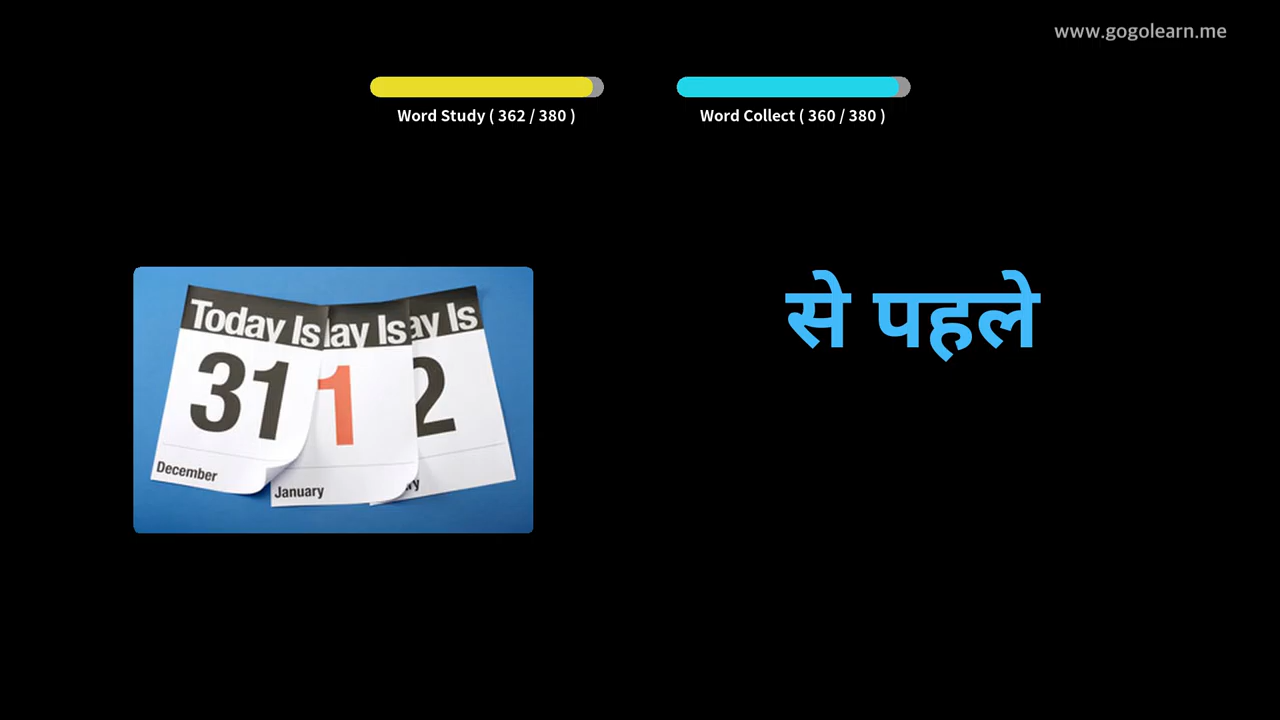 www.gogolearn.me
Word Study ( 362 / 380 )
Word Collect ( 360 / 380 )
से पहले
Today Is
ay Is
ay Is
31
1
2
December
January
ry